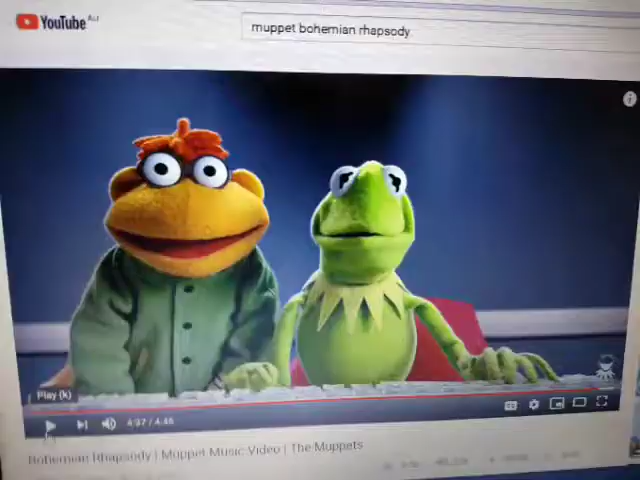 YouTube AU
muppet bohemian rhapsody
Play (k)
4:37 / 4:46
Bohemian Rhapsody | Muppet Music Video | The Muppets